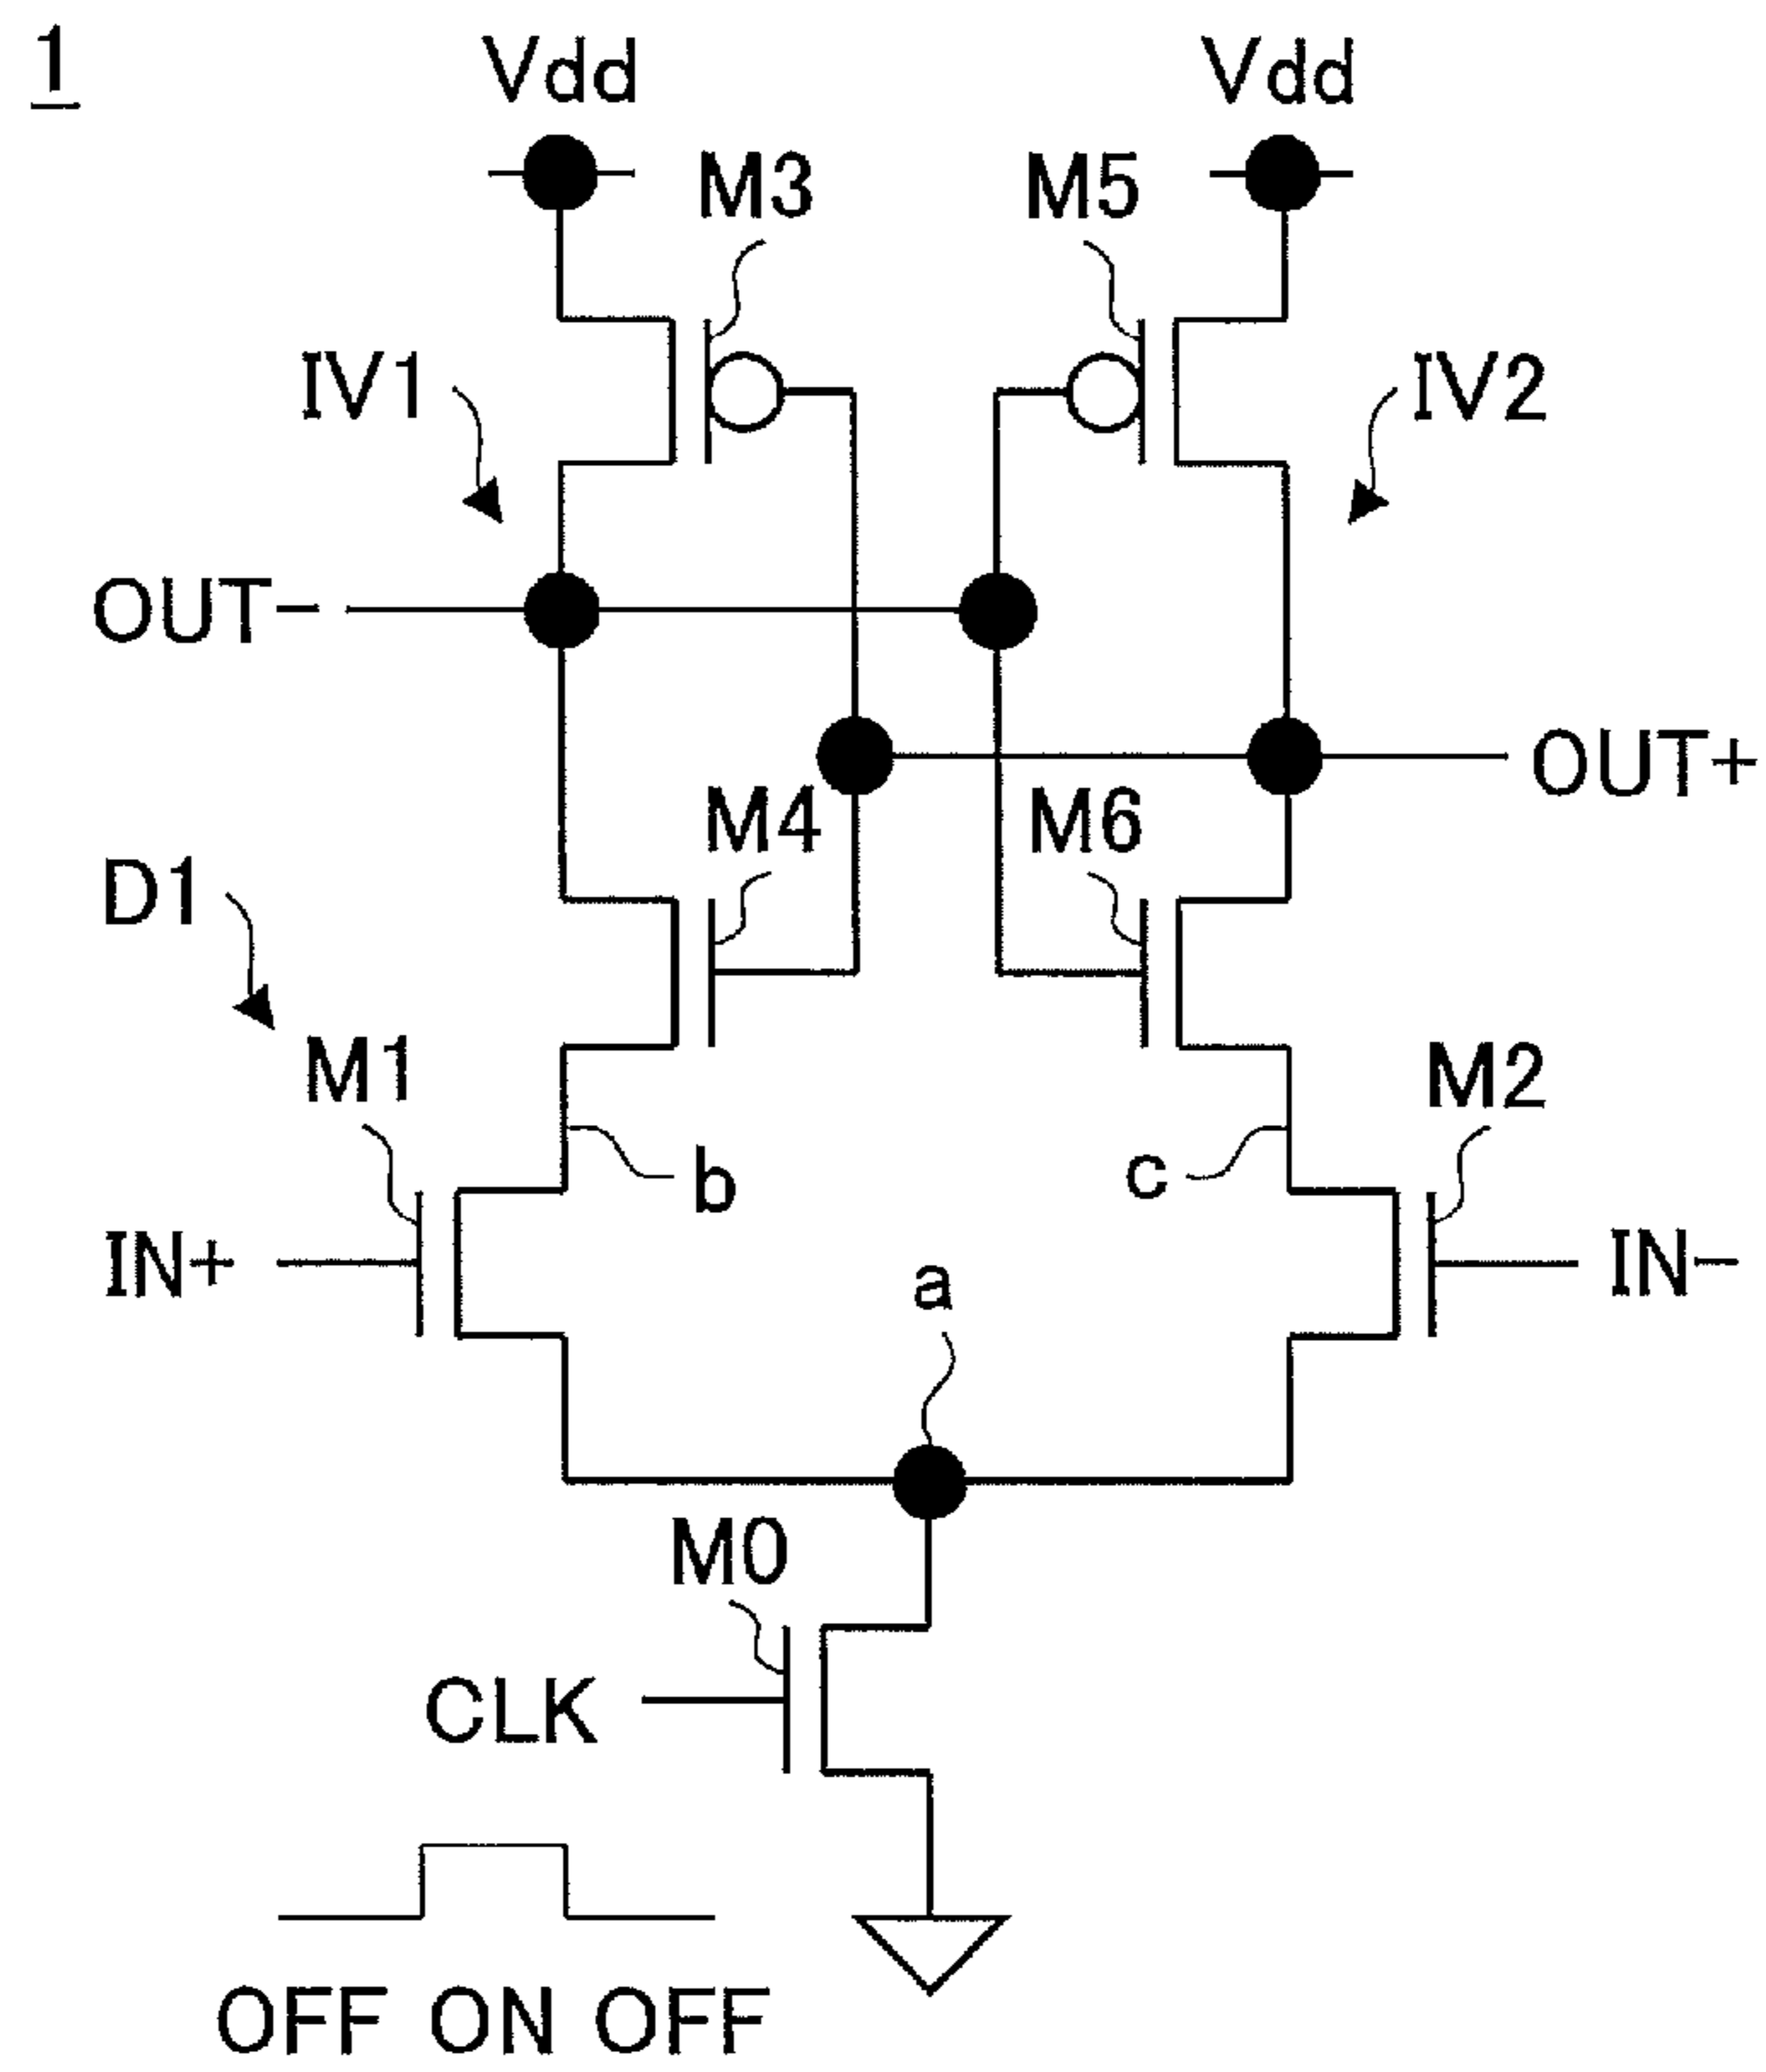 1
Vdd
Vdd
M3
M5
IV1
IV2
OUT-
OUT+
M4
M6
D1
M1
M2
b
c
IN+
a
IN-
M0
CLK
OFF ON OFF